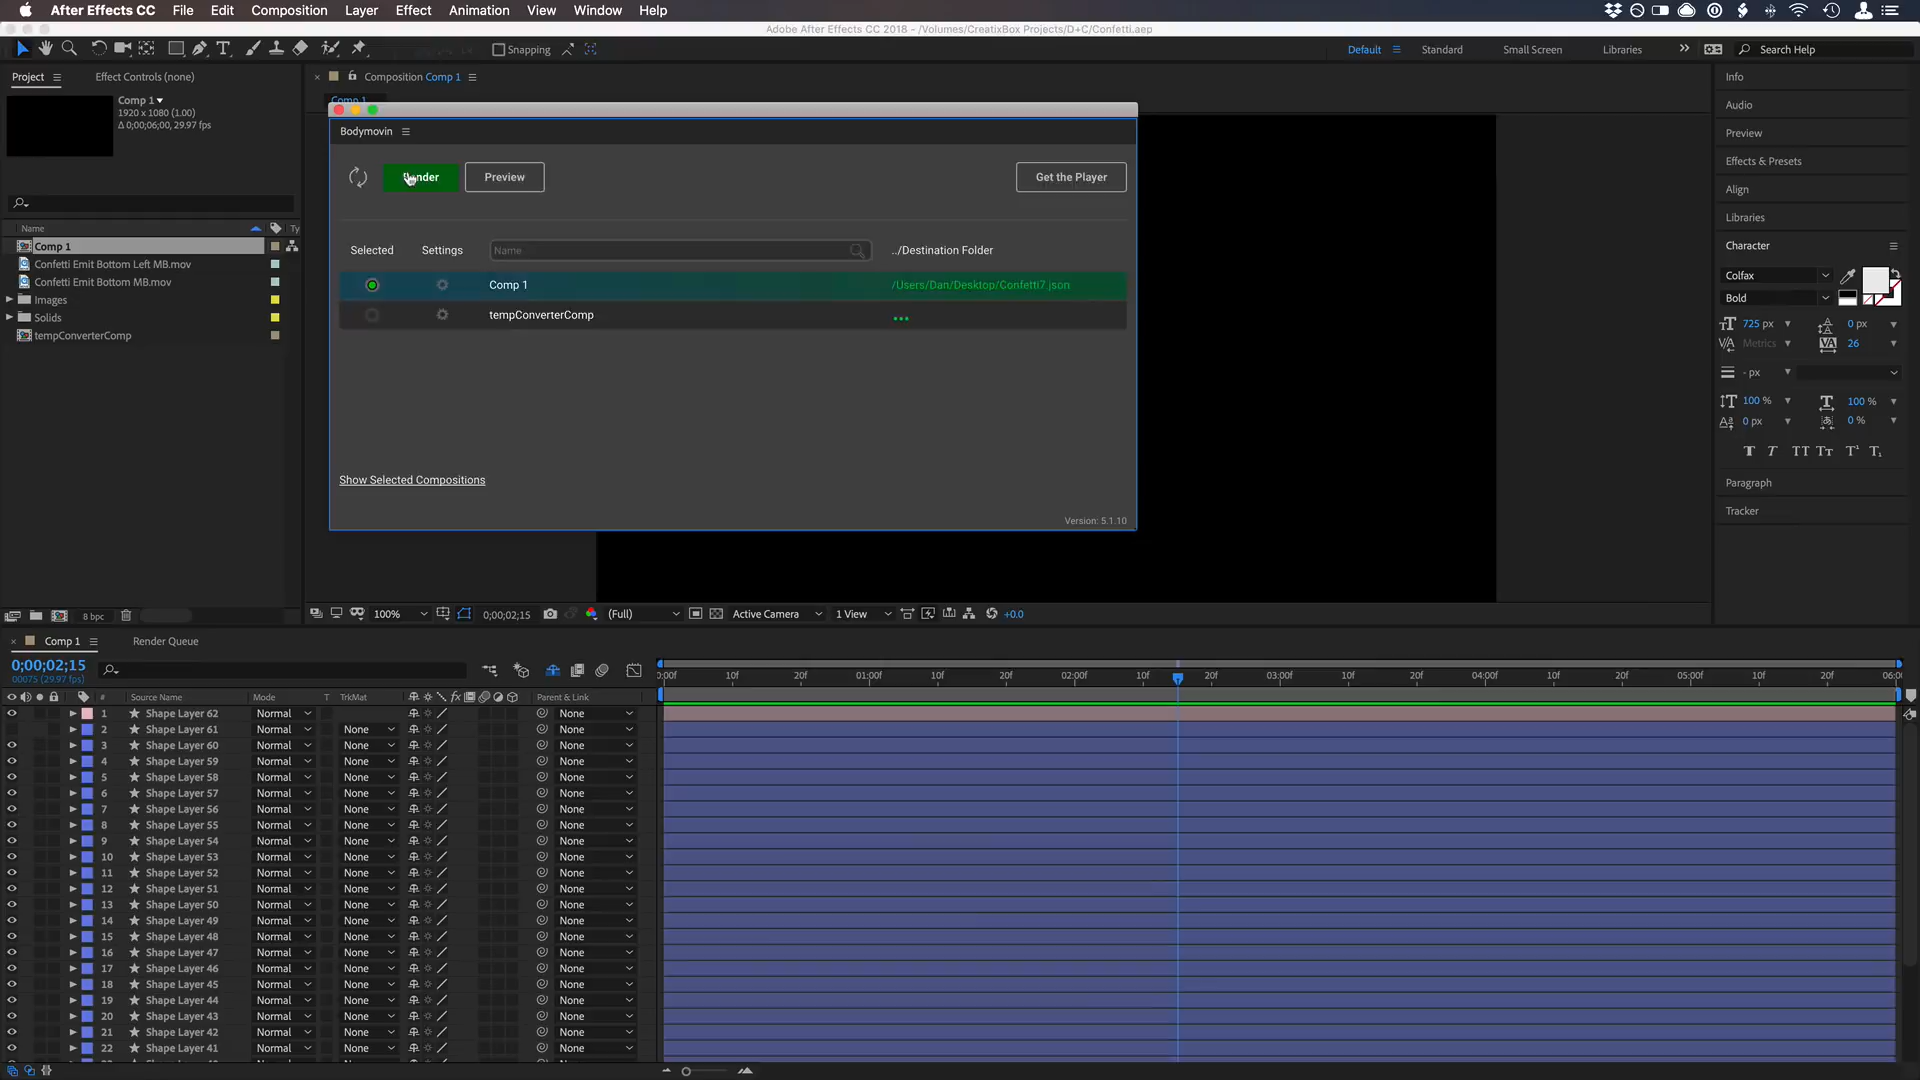 After Effects CC File Edit Composition Layer Effect Animation View Window Help
Adobe After Effects CC 2018 - /Volumes/CreatixBox Projects/D+C/Confetti.aep
Snapping Default Standard Small Screen Libraries Search Help
Project Effect Controls (none) Composition Comp 1 Info
Comp 1
1920 x 1080 (1.00)
Δ 0;00;06;00, 29.97 fps
Comp 1
Audio
Bodymovin
Preview
Effects & Presets
Preview Get the Player
Align
Libraries
Name Ty
Comp 1
Confetti Emit Bottom Left MB.mov
Confetti Emit Bottom MB.mov
Images
Solids
tempConverterComp
Selected Settings Name ../Destination Folder
Comp 1 /Users/Dan/Desktop/Confetti7.json
tempConverterComp ...
Show Selected Compositions
Version: 5.1.10
Character
Colfax
Bold
725 px 0 px
Metrics 26
- px
100 % 100 %
0 px 0 %
T T TT Tт T¹ T₁
Paragraph
Tracker
8 bpc 100% 0;00;02;15 (Full) Active Camera 1 View +0.0
Comp 1 Render Queue
0;00;02;15
00075 (29.97 fps)
0:00f 10f 20f 01:00f 10f 20f 02:00f 10f 20f 03:00f 10f 20f 04:00f 10f 20f 05:00f 10f 20f 06:0
# Source Name Mode T TrkMat fx Parent & Link
1 Shape Layer 62 Normal None
2 Shape Layer 61 Normal None None
3 Shape Layer 60 Normal None None
4 Shape Layer 59 Normal None None
5 Shape Layer 58 Normal None None
6 Shape Layer 57 Normal None None
7 Shape Layer 56 Normal None None
8 Shape Layer 55 Normal None None
9 Shape Layer 54 Normal None None
10 Shape Layer 53 Normal None None
11 Shape Layer 52 Normal None None
12 Shape Layer 51 Normal None None
13 Shape Layer 50 Normal None None
14 Shape Layer 49 Normal None None
15 Shape Layer 48 Normal None None
16 Shape Layer 47 Normal None None
17 Shape Layer 46 Normal None None
18 Shape Layer 45 Normal None None
19 Shape Layer 44 Normal None None
20 Shape Layer 43 Normal None None
21 Shape Layer 42 Normal None None
22 Shape Layer 41 Normal None None